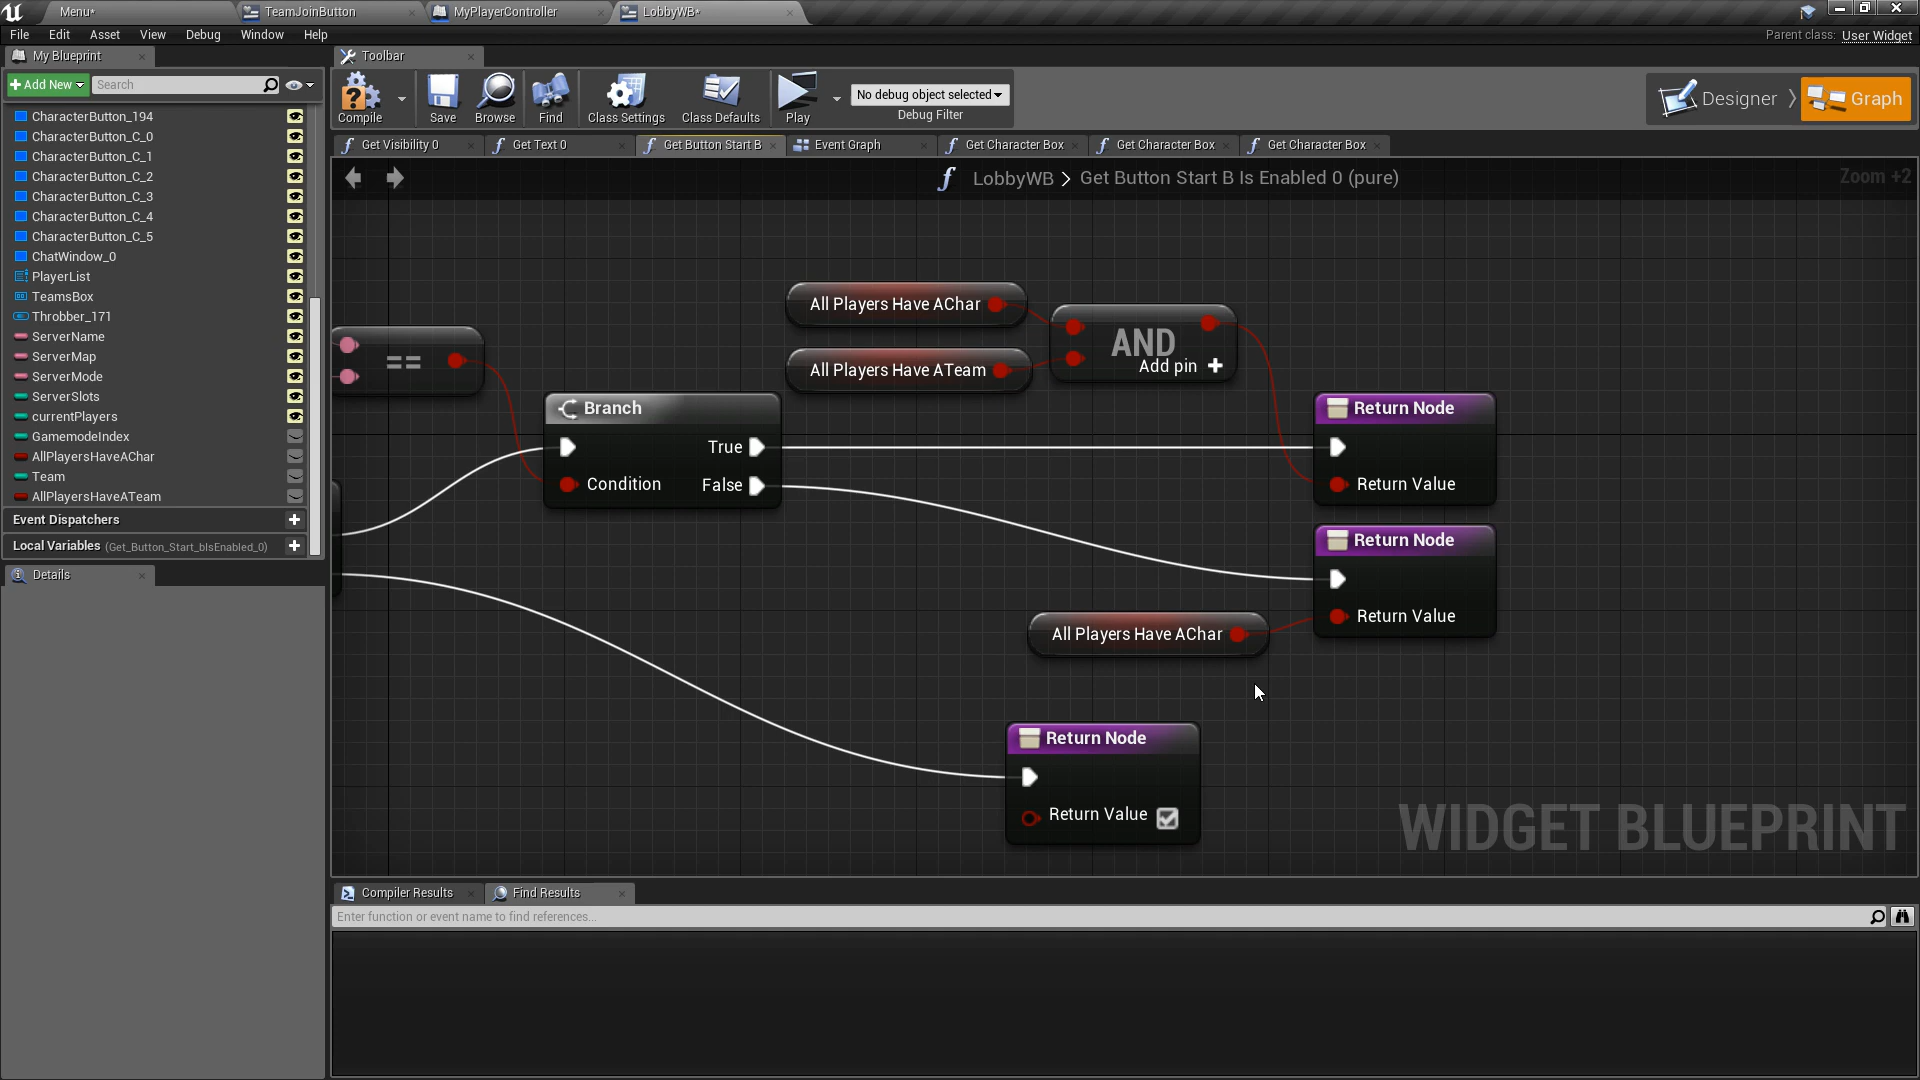 Menu*
TeamJoinButton
MyPlayerController
LobbyWB*
File
Edit
Asset
View
Debug
Window
Help
Parent class: User Widget
My Blueprint
Toolbar
Add New
Search
Compile
Save
Browse
Find
Class Settings
Class Defaults
Play
No debug object selected
Debug Filter
Designer
Graph
CharacterButton_194
CharacterButton_C_0
CharacterButton_C_1
CharacterButton_C_2
CharacterButton_C_3
CharacterButton_C_4
CharacterButton_C_5
ChatWindow_0
PlayerList
TeamsBox
Throbber_171
ServerName
ServerMap
ServerMode
ServerSlots
currentPlayers
GamemodeIndex
AllPlayersHaveAChar
Team
AllPlayersHaveATeam
Event Dispatchers
Local Variables (Get_Button_Start_bIsEnabled_0)
Details
Get Visibility 0
Get Text 0
Get Button Start B
Event Graph
Get Character Box
Get Character Box
Get Character Box
LobbyWB > Get Button Start B Is Enabled 0 (pure)
Zoom +2
All Players Have AChar
All Players Have ATeam
AND
Add pin +
==
Branch
True
Condition
False
Return Node
Return Value
Return Node
Return Value
All Players Have AChar
Return Node
Return Value
WIDGET BLUEPRINT
Compiler Results
Find Results
Enter function or event name to find references...